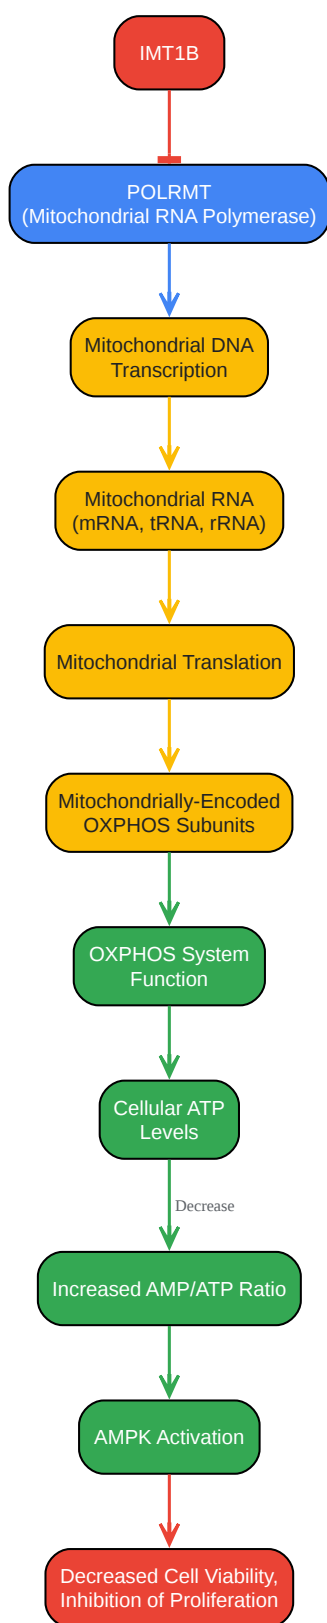 IMT1B
POLRMT
(Mitochondrial RNA Polymerase)
Mitochondrial DNA
Transcription
Mitochondrial RNA
(mRNA, tRNA, rRNA)
Mitochondrial Translation
Mitochondrially-Encoded
OXPHOS Subunits
OXPHOS System
Function
Cellular ATP
Levels
Decrease
Increased AMP/ATP Ratio
AMPK Activation
Decreased Cell Viability,
Inhibition of Proliferation